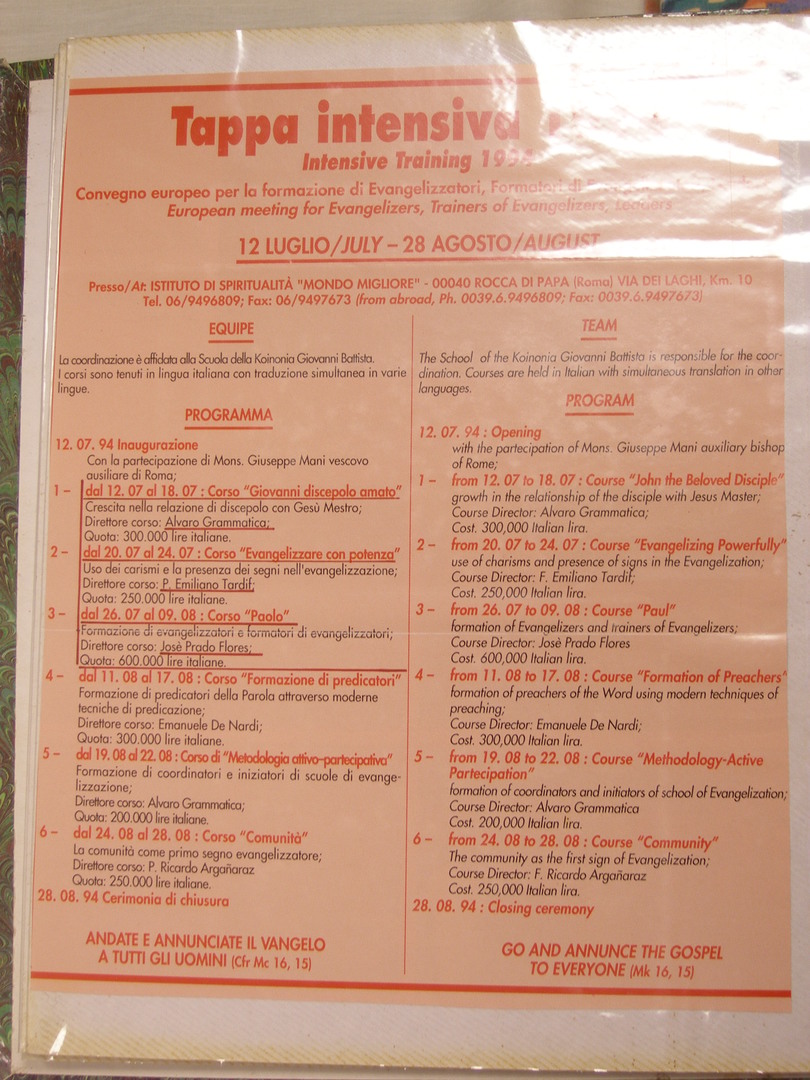 Tappa intensiva
Intensive Training 1994
Convegno europeo per la formazione di Evangelizzatori, Formatori di
European meeting for Evangelizers, Trainers of Evangelizers, Leaders
12 LUGLIO/JULY – 28 AGOSTO/AUGUST
Presso/At: ISTITUTO DI SPIRITUALITÀ "MONDO MIGLIORE" - 00040 ROCCA DI PAPA (Roma) VIA DEI LAGHI, Km. 10
Tel. 06/9496809; Fax: 06/9497673 (from abroad, Ph. 0039.6.9496809; Fax: 0039.6.9497673)
EQUIPE
La coordinazione è affidata alla Scuola della Koinonia Giovanni Battista.
I corsi sono tenuti in lingua italiana con traduzione simultanea in varie
lingue.
PROGRAMMA
12. 07. 94 Inaugurazione
Con la partecipazione di Mons. Giuseppe Mani vescovo
ausiliare di Roma;
1 – dal 12. 07 al 18. 07 : Corso "Giovanni discepolo amato"
Crescita nella relazione di discepolo con Gesù Mestro;
Direttore corso: Alvaro Grammatica;
Quota: 300.000 lire italiane.
2 – dal 20. 07 al 24. 07 : Corso "Evangelizzare con potenza"
Uso dei carismi e la presenza dei segni nell'evangelizzazione;
Direttore corso: P. Emiliano Tardif;
Quota: 250.000 lire italiane.
3 – dal 26. 07 al 09. 08 : Corso "Paolo"
Formazione di evangelizzatori e formatori di evangelizzatori;
Direttore corso: Josè Prado Flores;
Quota: 600.000 lire italiane.
4 – dal 11. 08 al 17. 08 : Corso "Formazione di predicatori"
Formazione di predicatori della Parola attraverso moderne
tecniche di predicazione;
Direttore corso: Emanuele De Nardi;
Quota: 300.000 lire italiane.
5 – dal 19. 08 al 22. 08 : Corso di "Metodologia attivo-partecipativa"
Formazione di coordinatori e iniziatori di scuole di evange-
lizzazione;
Direttore corso: Alvaro Grammatica;
Quota: 200.000 lire italiane.
6 – dal 24. 08 al 28. 08 : Corso "Comunità"
La comunità come primo segno evangelizzatore;
Direttore corso: P. Ricardo Argañaraz
Quota: 250.000 lire italiane.
28. 08. 94 Cerimonia di chiusura
ANDATE E ANNUNCIATE IL VANGELO
A TUTTI GLI UOMINI (Cfr Mc 16, 15)
TEAM
The School of the Koinonia Giovanni Battista is responsible for the coor-
dination. Courses are held in Italian with simultaneous translation in other
languages.
PROGRAM
12. 07. 94 : Opening
with the partecipation of Mons. Giuseppe Mani auxiliary bishop
of Rome;
1 – from 12. 07 to 18. 07 : Course "John the Beloved Disciple"
growth in the relationship of the disciple with Jesus Master;
Course Director: Alvaro Grammatica;
Cost. 300,000 Italian lira.
2 – from 20. 07 to 24. 07 : Course "Evangelizing Powerfully"
use of charisms and presence of signs in the Evangelization;
Course Director: F. Emiliano Tardif;
Cost. 250,000 Italian lira.
3 – from 26. 07 to 09. 08 : Course "Paul"
formation of Evangelizers and trainers of Evangelizers;
Course Director: Josè Prado Flores
Cost. 600,000 Italian lira.
4 – from 11. 08 to 17. 08 : Course "Formation of Preachers"
formation of preachers of the Word using modern techniques of
preaching;
Course Director: Emanuele De Nardi;
Cost. 300,000 Italian lira.
5 – from 19. 08 to 22. 08 : Course "Methodology-Active
Partecipation"
formation of coordinators and initiators of school of Evangelization;
Course Director: Alvaro Grammatica
Cost. 200,000 Italian lira.
6 – from 24. 08 to 28. 08 : Course "Community"
The community as the first sign of Evangelization;
Course Director: F. Ricardo Argañaraz
Cost. 250,000 Italian lira.
28. 08. 94 : Closing ceremony
GO AND ANNUNCE THE GOSPEL
TO EVERYONE (Mk 16, 15)